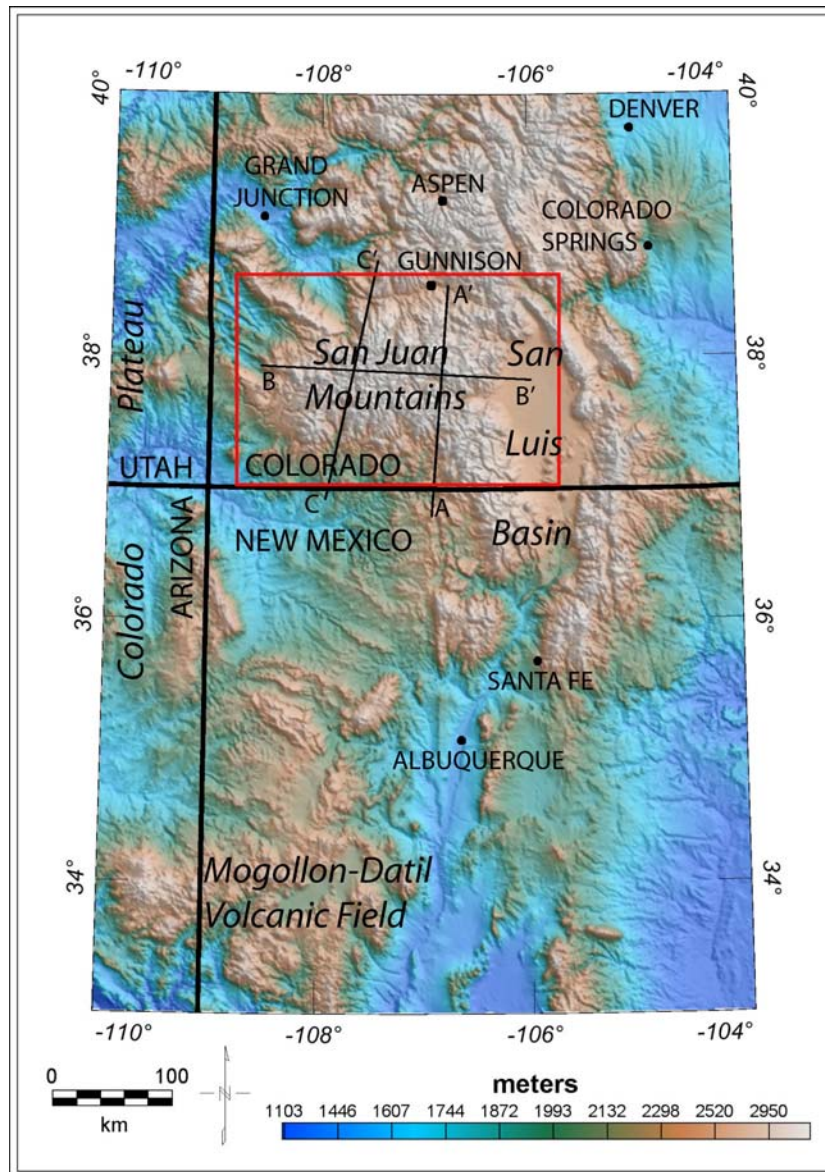 -110° -108° -106° -104°
40° 40°
DENVER
GRAND
JUNCTION
ASPEN
COLORADO
SPRINGS
C'
GUNNISON
A'
38° 38°
Plateau
San Juan
San
B
Mountains
B'
Luis
UTAH
COLORADO
C
A
NEW MEXICO
Basin
ARIZONA
Colorado
36° 36°
SANTA FE
ALBUQUERQUE
34° 34°
Mogollon-Datil
Volcanic Field
-110° -108° -106° -104°
0 100
km
N
meters
1103 1446 1607 1744 1872 1993 2132 2298 2520 2950